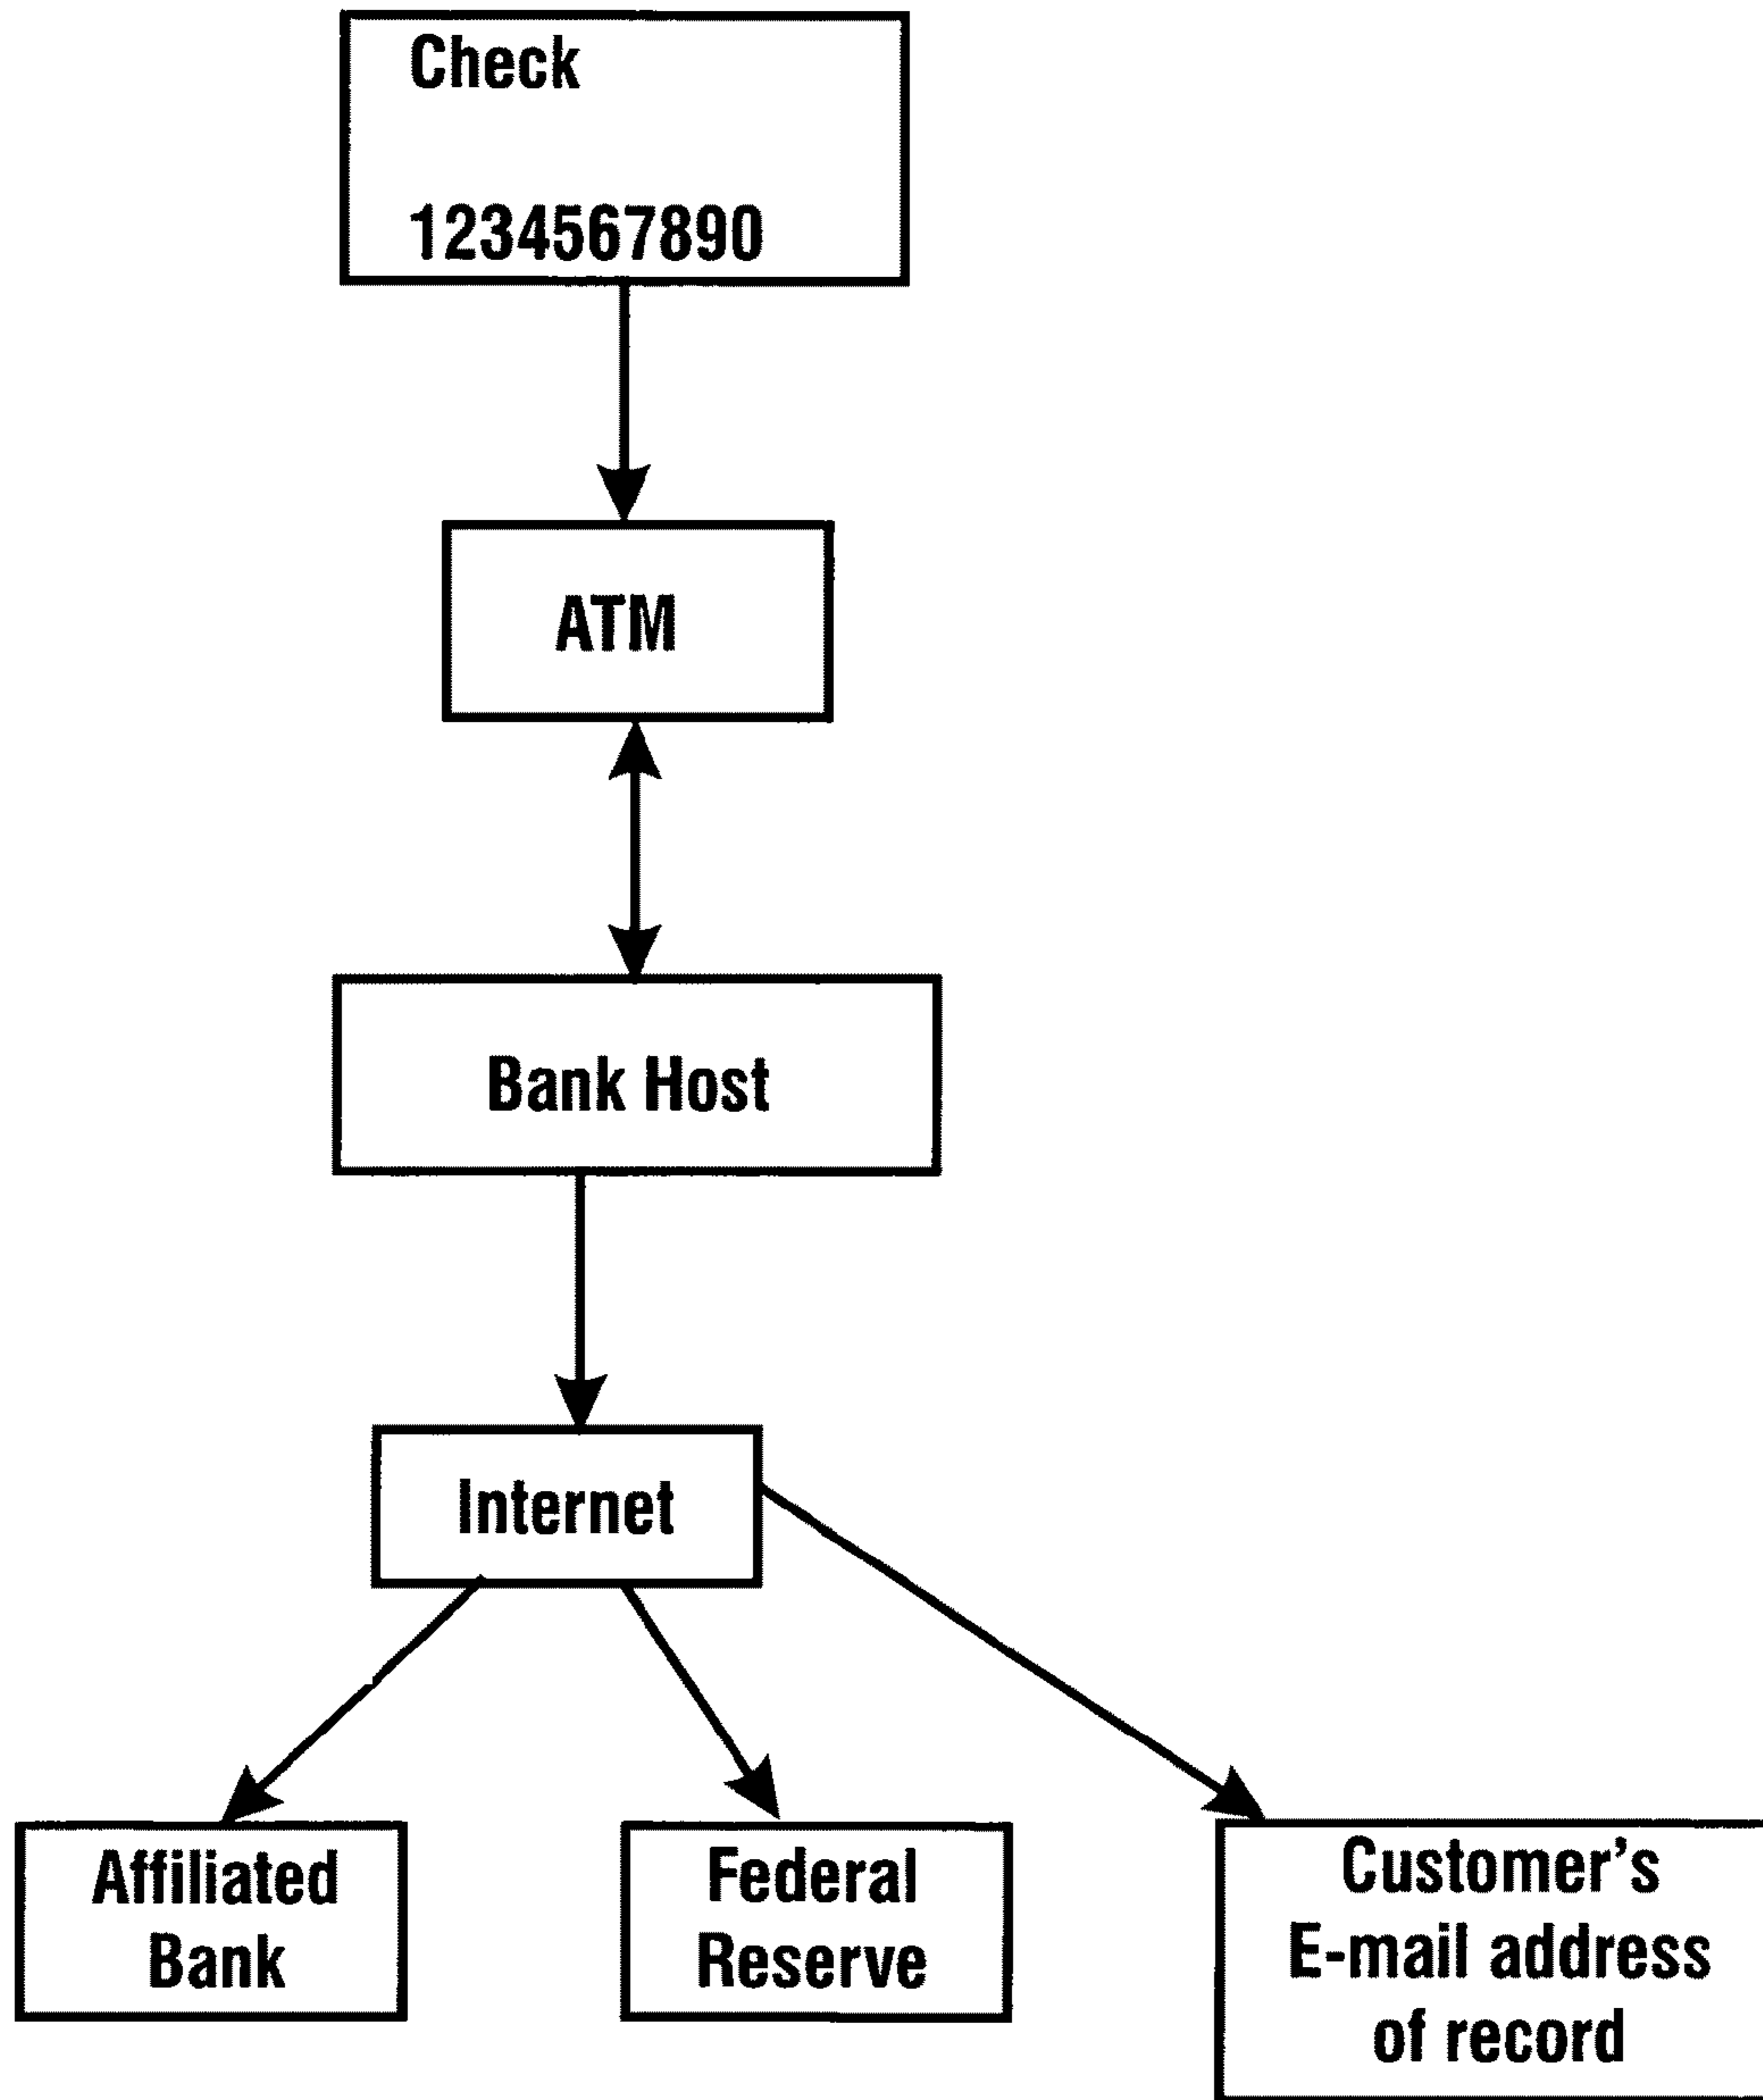 Check
1234567890
ATM
Bank Host
Internet
Affiliated
Bank
Federal
Reserve
Customer's
E-mail address
of record